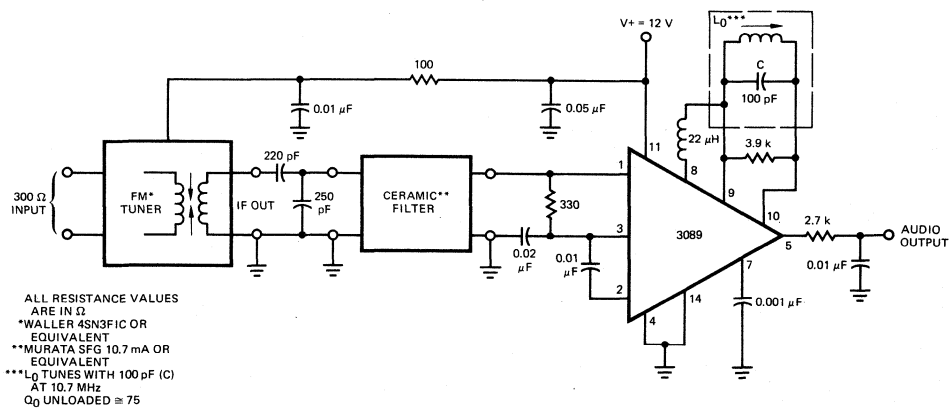 V+ = 12 V
L0***
C
100 pF
100
0.01 µF
0.05 µF
22 µH
3.9 k
11
8
9
10
220 pF
300 Ω
INPUT
FM*
TUNER
IF OUT
250
pF
CERAMIC**
FILTER
1
330
3
0.02
µF
0.01
µF
2
3089
5
2.7 k
AUDIO
OUTPUT
0.01 µF
4
14
7
0.001 µF
ALL RESISTANCE VALUES
ARE IN Ω
*WALLER 4SN3FIC OR
EQUIVALENT
**MURATA SFG 10.7 mA OR
EQUIVALENT
***L0 TUNES WITH 100 pF (C)
AT 10.7 MHz
Q0 UNLOADED ≅ 75